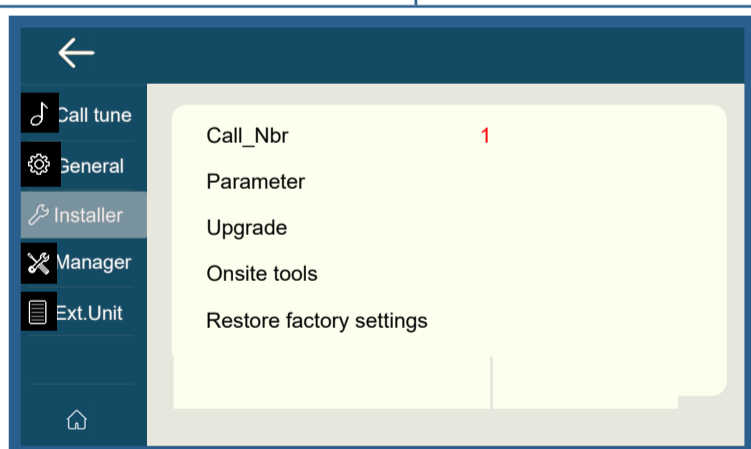 Call tune
General
Installer
Manager
Ext.Unit
Call_Nbr 1
Parameter
Upgrade
Onsite tools
Restore factory settings